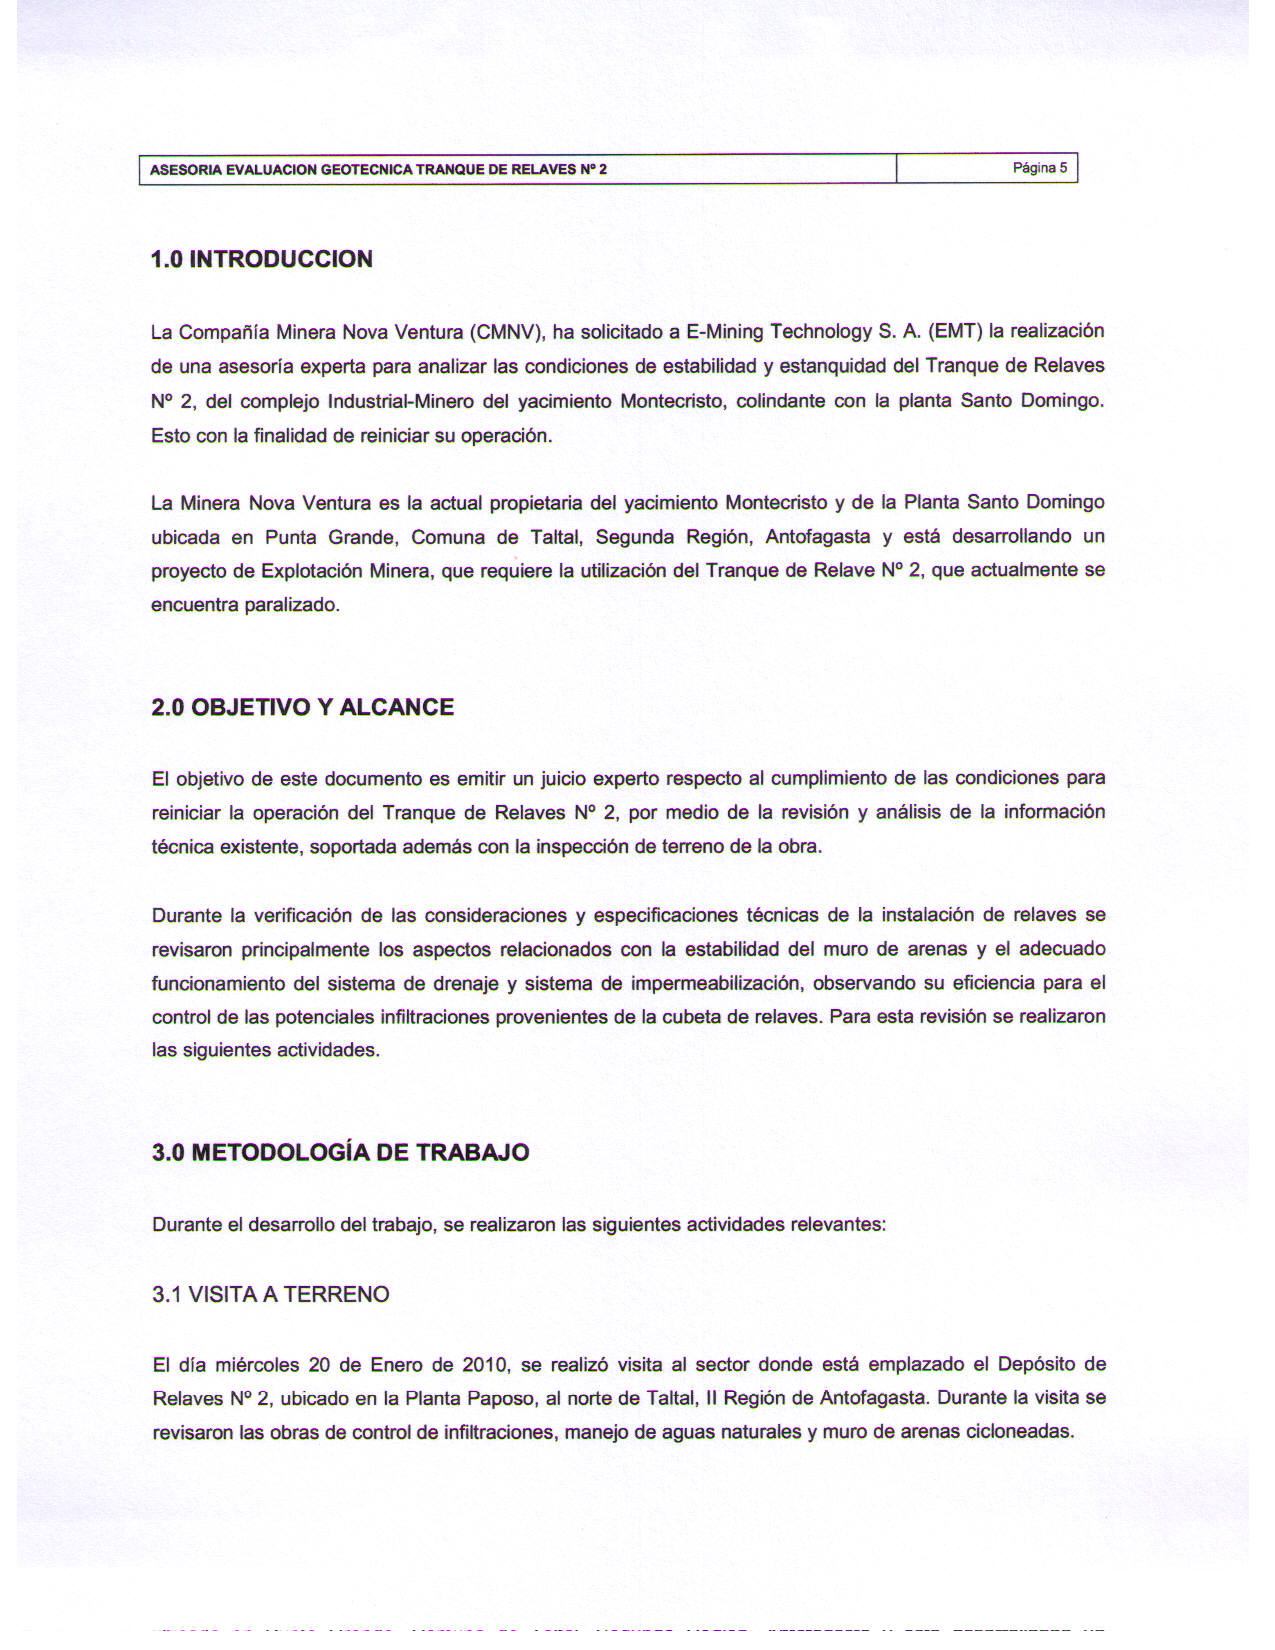 ASESORIA EVALUACION GEOTECNICA TRANQUE DE RELAVES Nº 2
Página 5
1.0 INTRODUCCION
La Compañía Minera Nova Ventura (CMNV), ha solicitado a E-Mining Technology S. A. (EMT) la realización
de una asesoría experta para analizar las condiciones de estabilidad y estanquidad del Tranque de Relaves
Nº 2, del complejo Industrial-Minero del yacimiento Montecristo, colindante con la planta Santo Domingo.
Esto con la finalidad de reiniciar su operación.
La Minera Nova Ventura es la actual propietaria del yacimiento Montecristo y de la Planta Santo Domingo
ubicada en Punta Grande, Comuna de Taltal, Segunda Región, Antofagasta y está desarrollando un
proyecto de Explotación Minera, que requiere la utilización del Tranque de Relave Nº 2, que actualmente se
encuentra paralizado.
2.0 OBJETIVO Y ALCANCE
El objetivo de este documento es emitir un juicio experto respecto al cumplimiento de las condiciones para
reiniciar la operación del Tranque de Relaves Nº 2, por medio de la revisión y análisis de la información
técnica existente, soportada además con la inspección de terreno de la obra.
Durante la verificación de las consideraciones y especificaciones técnicas de la instalación de relaves se
revisaron principalmente los aspectos relacionados con la estabilidad del muro de arenas y el adecuado
funcionamiento del sistema de drenaje y sistema de impermeabilización, observando su eficiencia para el
control de las potenciales infiltraciones provenientes de la cubeta de relaves. Para esta revisión se realizaron
las siguientes actividades.
3.0 METODOLOGíA DE TRABAJO
Durante el desarrollo del trabajo, se realizaron las siguientes actividades relevantes:
3.1 VISITA A TERRENO
El día miércoles 20 de Enero de 2010, se realizó visita al sector donde está emplazado el Depósito de
Relaves Nº 2, ubicado en la Planta Paposo, al norte de Taltal, II Región de Antofagasta. Durante la visita se
revisaron las obras de control de infiltraciones, manejo de aguas naturales y muro de arenas cicloneadas.